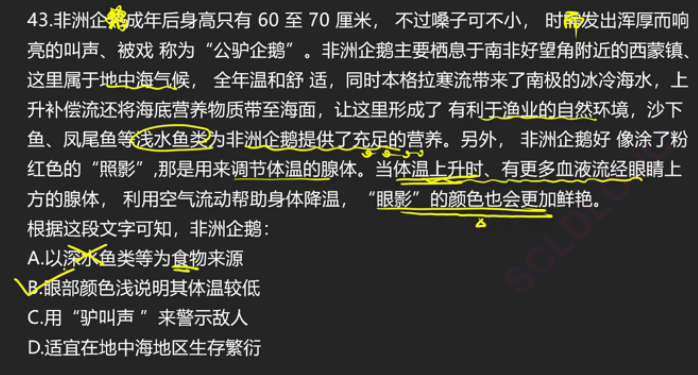 43.非洲企鹅成年后身高只有 60 至 70 厘米， 不过嗓子可不小， 时常发出浑厚而响
亮的叫声、被戏 称为“公驴企鹅”。非洲企鹅主要栖息于南非好望角附近的西蒙镇、
这里属于地中海气候， 全年温和舒 适，同时本格拉寒流带来了南极的冰冷海水，上
升补偿流还将海底营养物质带至海面，让这里形成了 有利于渔业的自然环境，沙下
鱼、凤尾鱼等浅水鱼类为非洲企鹅提供了充足的营养。另外， 非洲企鹅好 像涂了粉
红色的“照影”,那是用来调节体温的腺体。当体温上升时、有更多血液流经眼睛上
方的腺体， 利用空气流动帮助身体降温，“眼影”的颜色也会更加鲜艳。
根据这段文字可知，非洲企鹅：
A.以深水鱼类等为食物来源
B.眼部颜色浅说明其体温较低
C.用“驴叫声 ”来警示敌人
D.适宜在地中海地区生存繁衍